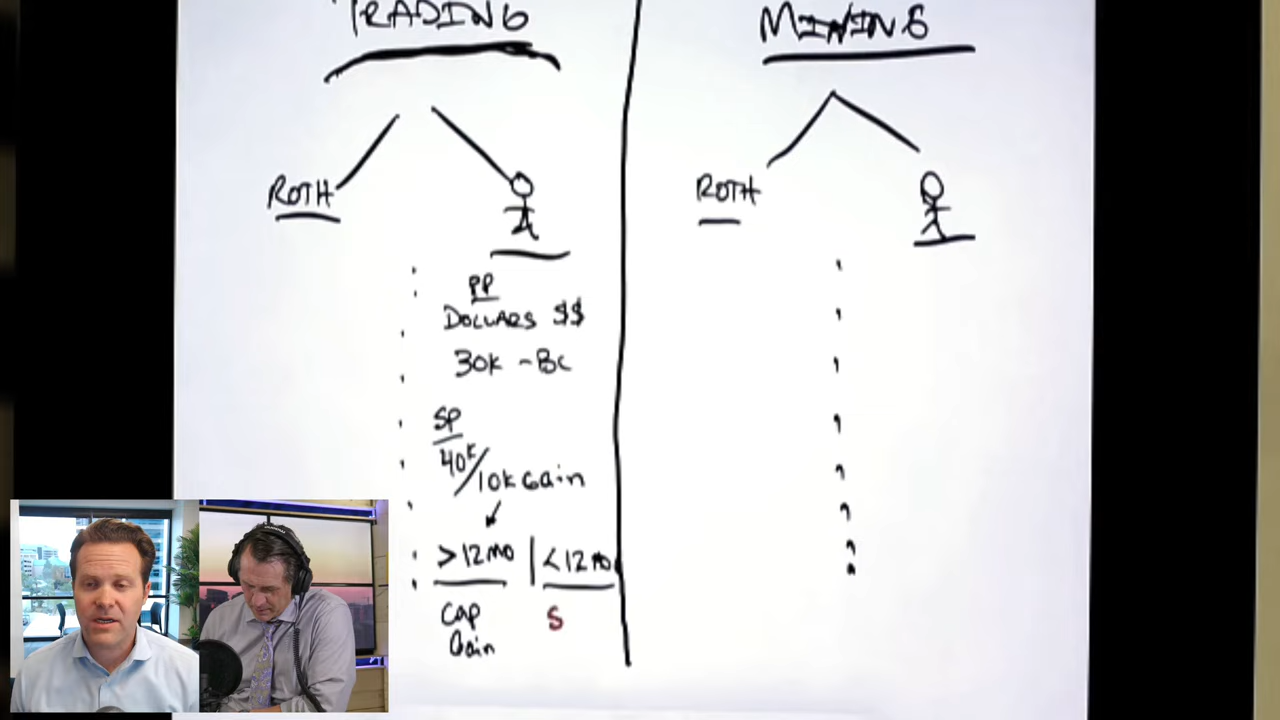 TRADING
ROTH
PP
DOLLARS $$
30K - BC
SP
40K/10K Gain
>12mo | <12mo
Cap
Gain
S
MINING
ROTH